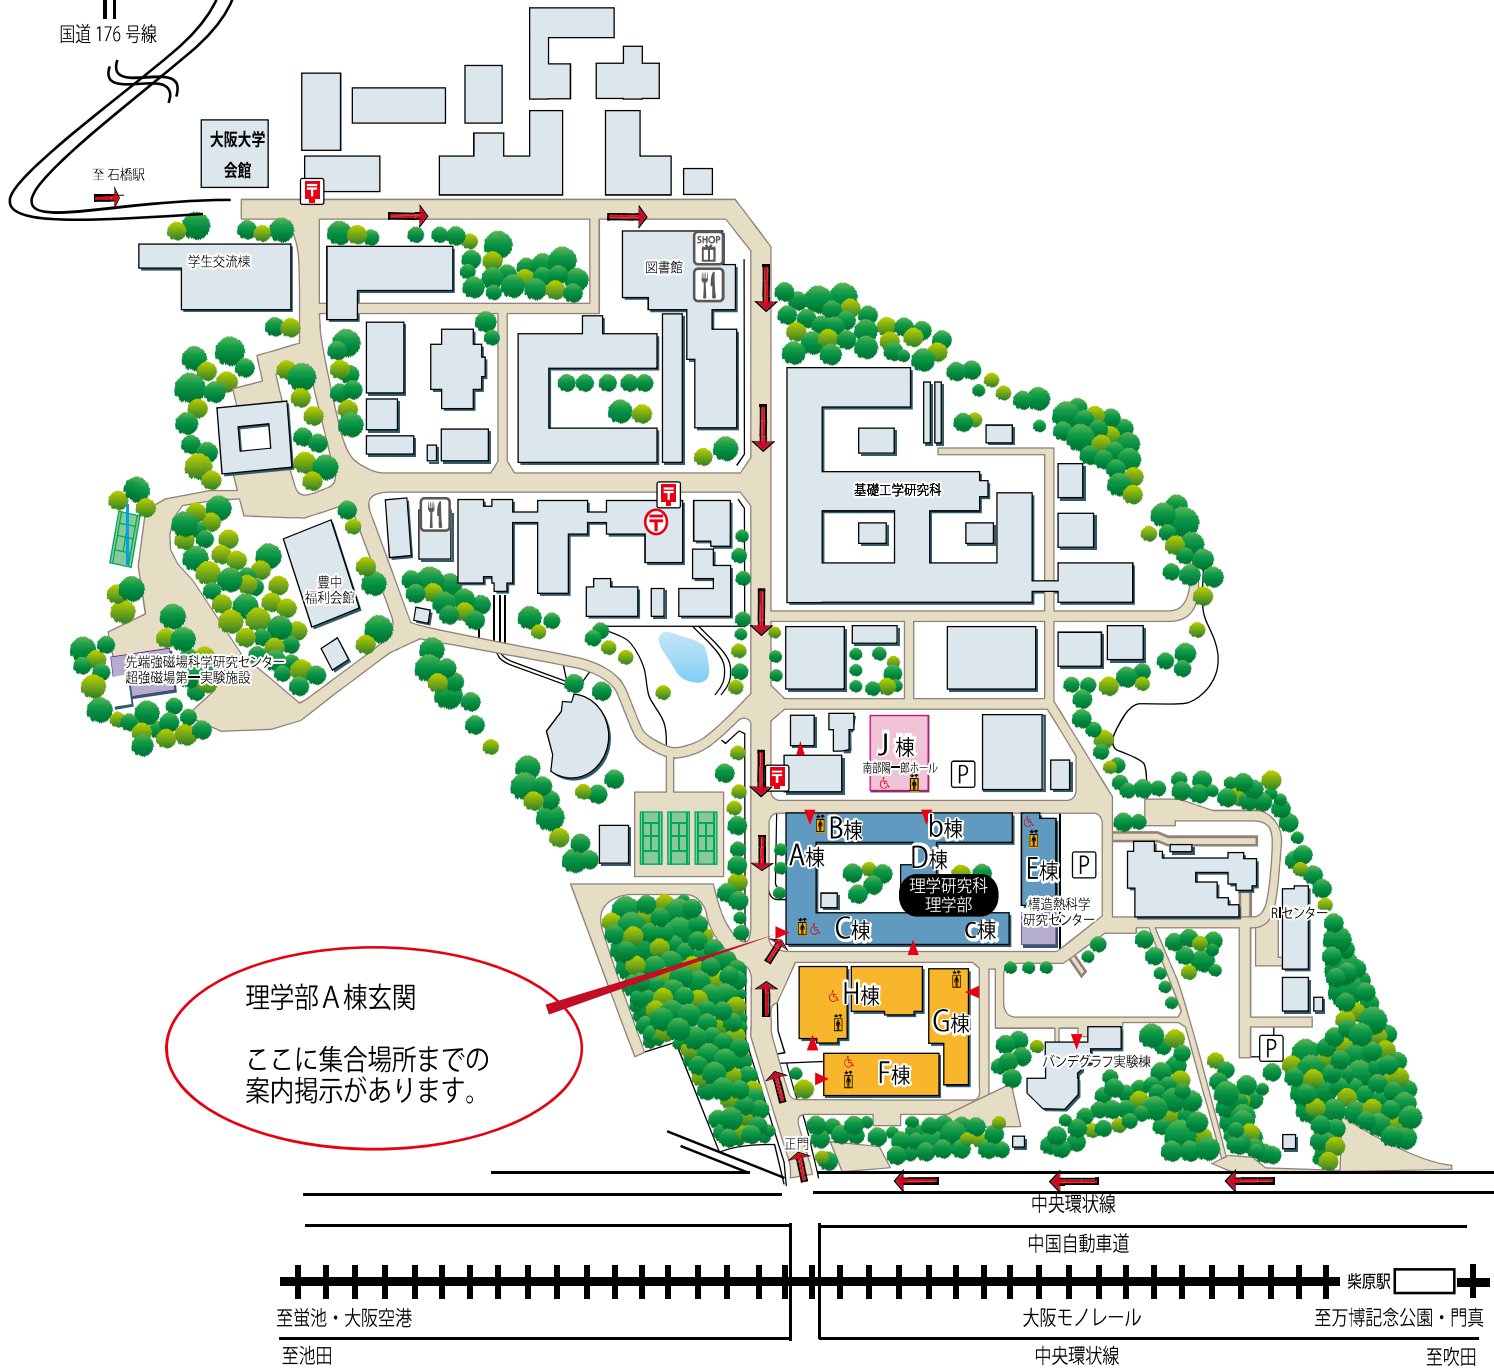 国道 176 号線
大阪大学
会館
至 石橋駅
学生交流棟
図書館
SHOP
基礎工学研究科
豊中
福利会館
先端強磁場科学研究センター
超強磁場第一実験施設
J 棟
南部陽一郎ホール
P
B棟
b棟
A棟
D棟
E棟
P
理学研究科
理学部
構造熱科学
研究センター
C棟
c棟
RIセンター
H棟
G棟
F棟
P
バンデグラフ実験棟
理学部A棟玄関
ここに集合場所までの
案内掲示があります。
正門
中央環状線
中国自動車道
柴原駅
至蛍池・大阪空港
大阪モノレール
至万博記念公園・門真
至池田
中央環状線
至吹田